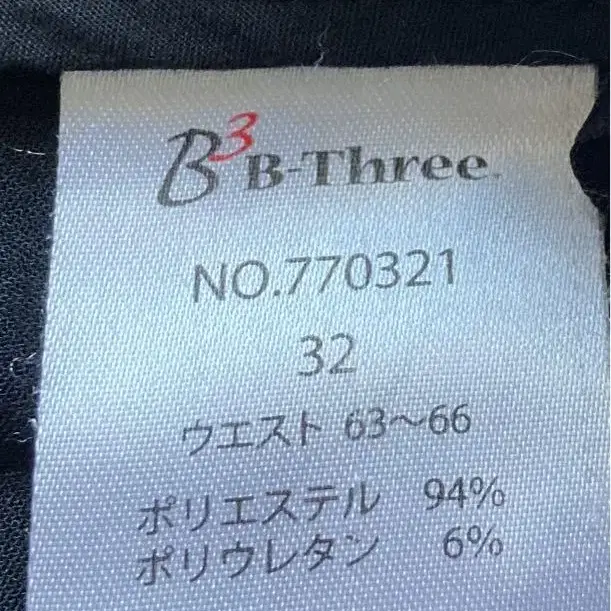 B3 B-Three
NO.770321
32
ウエスト 63～66
ポリエステル 94%
ポリウレタン 6%